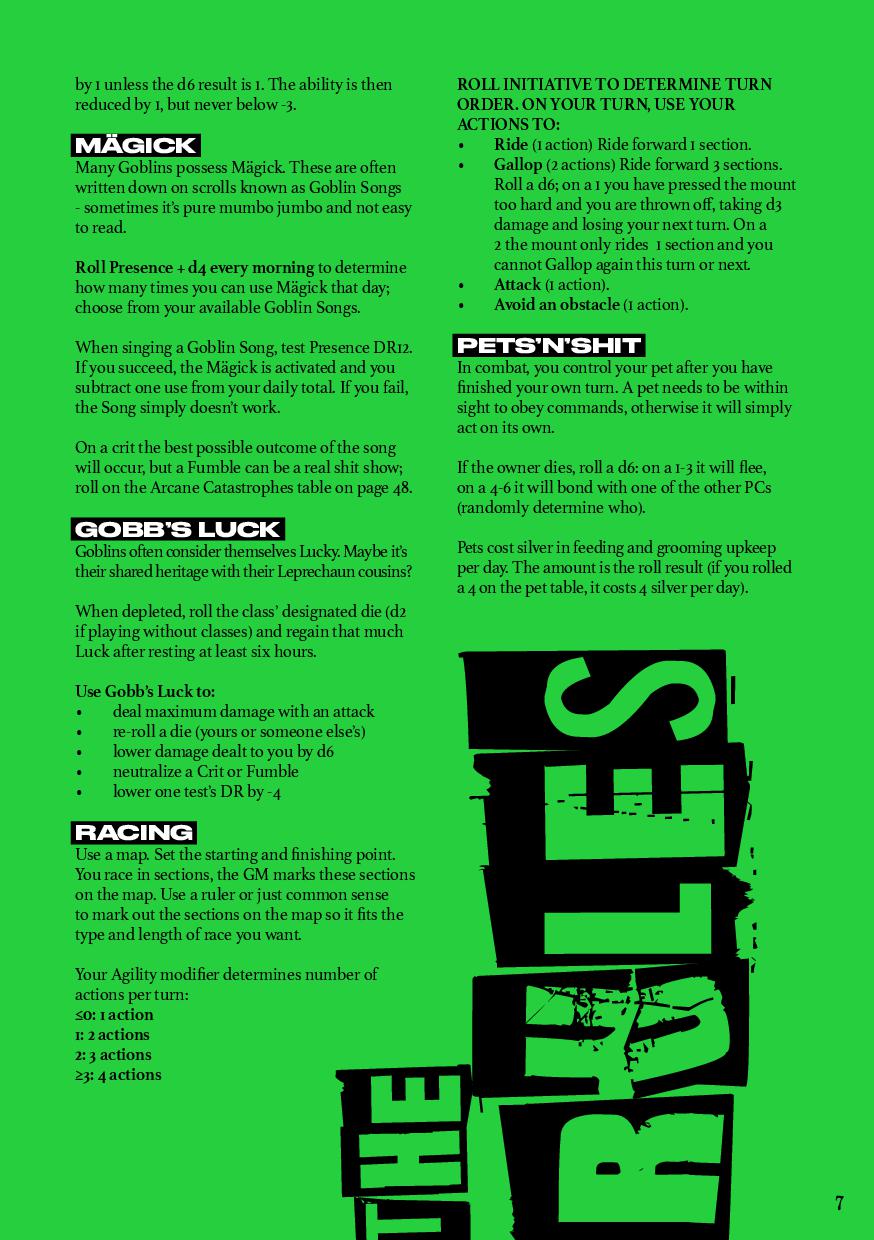 by 1 unless the d6 result is 1. The ability is then
reduced by 1, but never below -3.
MÄGICK
Many Goblins possess Mägick. These are often
written down on scrolls known as Goblin Songs
- sometimes it's pure mumbo jumbo and not easy
to read.
Roll Presence + d4 every morning to determine
how many times you can use Mägick that day;
choose from your available Goblin Songs.
When singing a Goblin Song, test Presence DR12.
If you succeed, the Mägick is activated and you
subtract one use from your daily total. If you fail,
the Song simply doesn't work.
On a crit the best possible outcome of the song
will occur, but a Fumble can be a real shit show;
roll on the Arcane Catastrophes table on page 48.
GOBB'S LUCK
Goblins often consider themselves Lucky. Maybe it's
their shared heritage with their Leprechaun cousins?
When depleted, roll the class' designated die (d2
if playing without classes) and regain that much
Luck after resting at least six hours.
Use Gobb's Luck to:
• deal maximum damage with an attack
• re-roll a die (yours or someone else's)
• lower damage dealt to you by d6
• neutralize a Crit or Fumble
• lower one test's DR by -4
RACING
Use a map. Set the starting and finishing point.
You race in sections, the GM marks these sections
on the map. Use a ruler or just common sense
to mark out the sections on the map so it fits the
type and length of race you want.
Your Agility modifier determines number of
actions per turn:
≤0: 1 action
1: 2 actions
2: 3 actions
≥3: 4 actions
ROLL INITIATIVE TO DETERMINE TURN
ORDER. ON YOUR TURN, USE YOUR
ACTIONS TO:
• Ride (1 action) Ride forward 1 section.
• Gallop (2 actions) Ride forward 3 sections.
Roll a d6; on a 1 you have pressed the mount
too hard and you are thrown off, taking d3
damage and losing your next turn. On a
2 the mount only rides 1 section and you
cannot Gallop again this turn or next.
• Attack (1 action).
• Avoid an obstacle (1 action).
PETS'N'SHIT
In combat, you control your pet after you have
finished your own turn. A pet needs to be within
sight to obey commands, otherwise it will simply
act on its own.
If the owner dies, roll a d6: on a 1-3 it will flee,
on a 4-6 it will bond with one of the other PCs
(randomly determine who).
Pets cost silver in feeding and grooming upkeep
per day. The amount is the roll result (if you rolled
a 4 on the pet table, it costs 4 silver per day).
THE
RULES
7